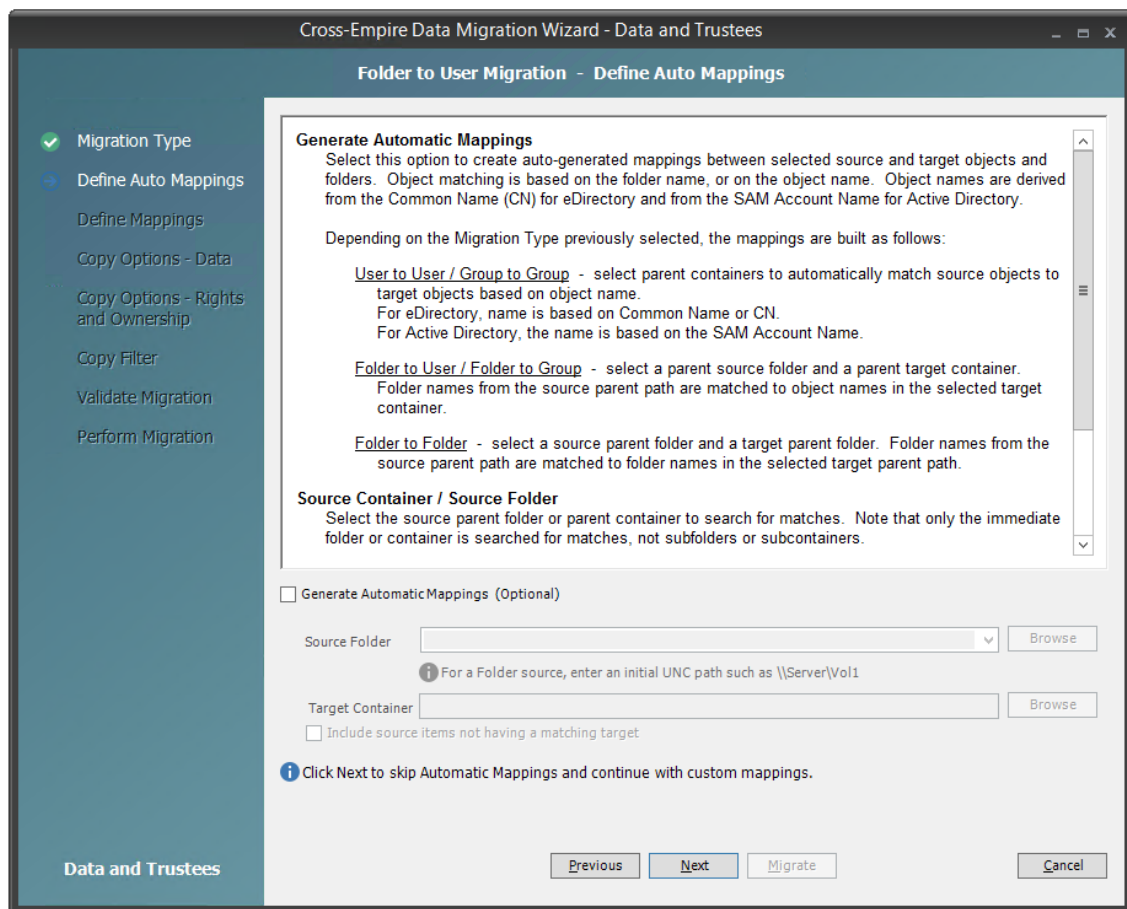 Cross-Empire Data Migration Wizard - Data and Trustees
Folder to User Migration - Define Auto Mappings
Migration Type
Define Auto Mappings
Define Mappings
Copy Options - Data
Copy Options - Rights
and Ownership
Copy Filter
Validate Migration
Perform Migration
Data and Trustees
Generate Automatic Mappings
Select this option to create auto-generated mappings between selected source and target objects and
folders. Object matching is based on the folder name, or on the object name. Object names are derived
from the Common Name (CN) for eDirectory and from the SAM Account Name for Active Directory.
Depending on the Migration Type previously selected, the mappings are built as follows:
User to User / Group to Group - select parent containers to automatically match source objects to
target objects based on object name.
For eDirectory, name is based on Common Name or CN.
For Active Directory, the name is based on the SAM Account Name.
Folder to User / Folder to Group - select a parent source folder and a parent target container.
Folder names from the source parent path are matched to object names in the selected target
container.
Folder to Folder - select a source parent folder and a target parent folder. Folder names from the
source parent path are matched to folder names in the selected target parent path.
Source Container / Source Folder
Select the source parent folder or parent container to search for matches. Note that only the immediate
folder or container is searched for matches, not subfolders or subcontainers.
Generate Automatic Mappings (Optional)
Source Folder
Browse
For a Folder source, enter an initial UNC path such as \\Server\Vol1
Target Container
Browse
Include source items not having a matching target
Click Next to skip Automatic Mappings and continue with custom mappings.
Previous
Next
Migrate
Cancel